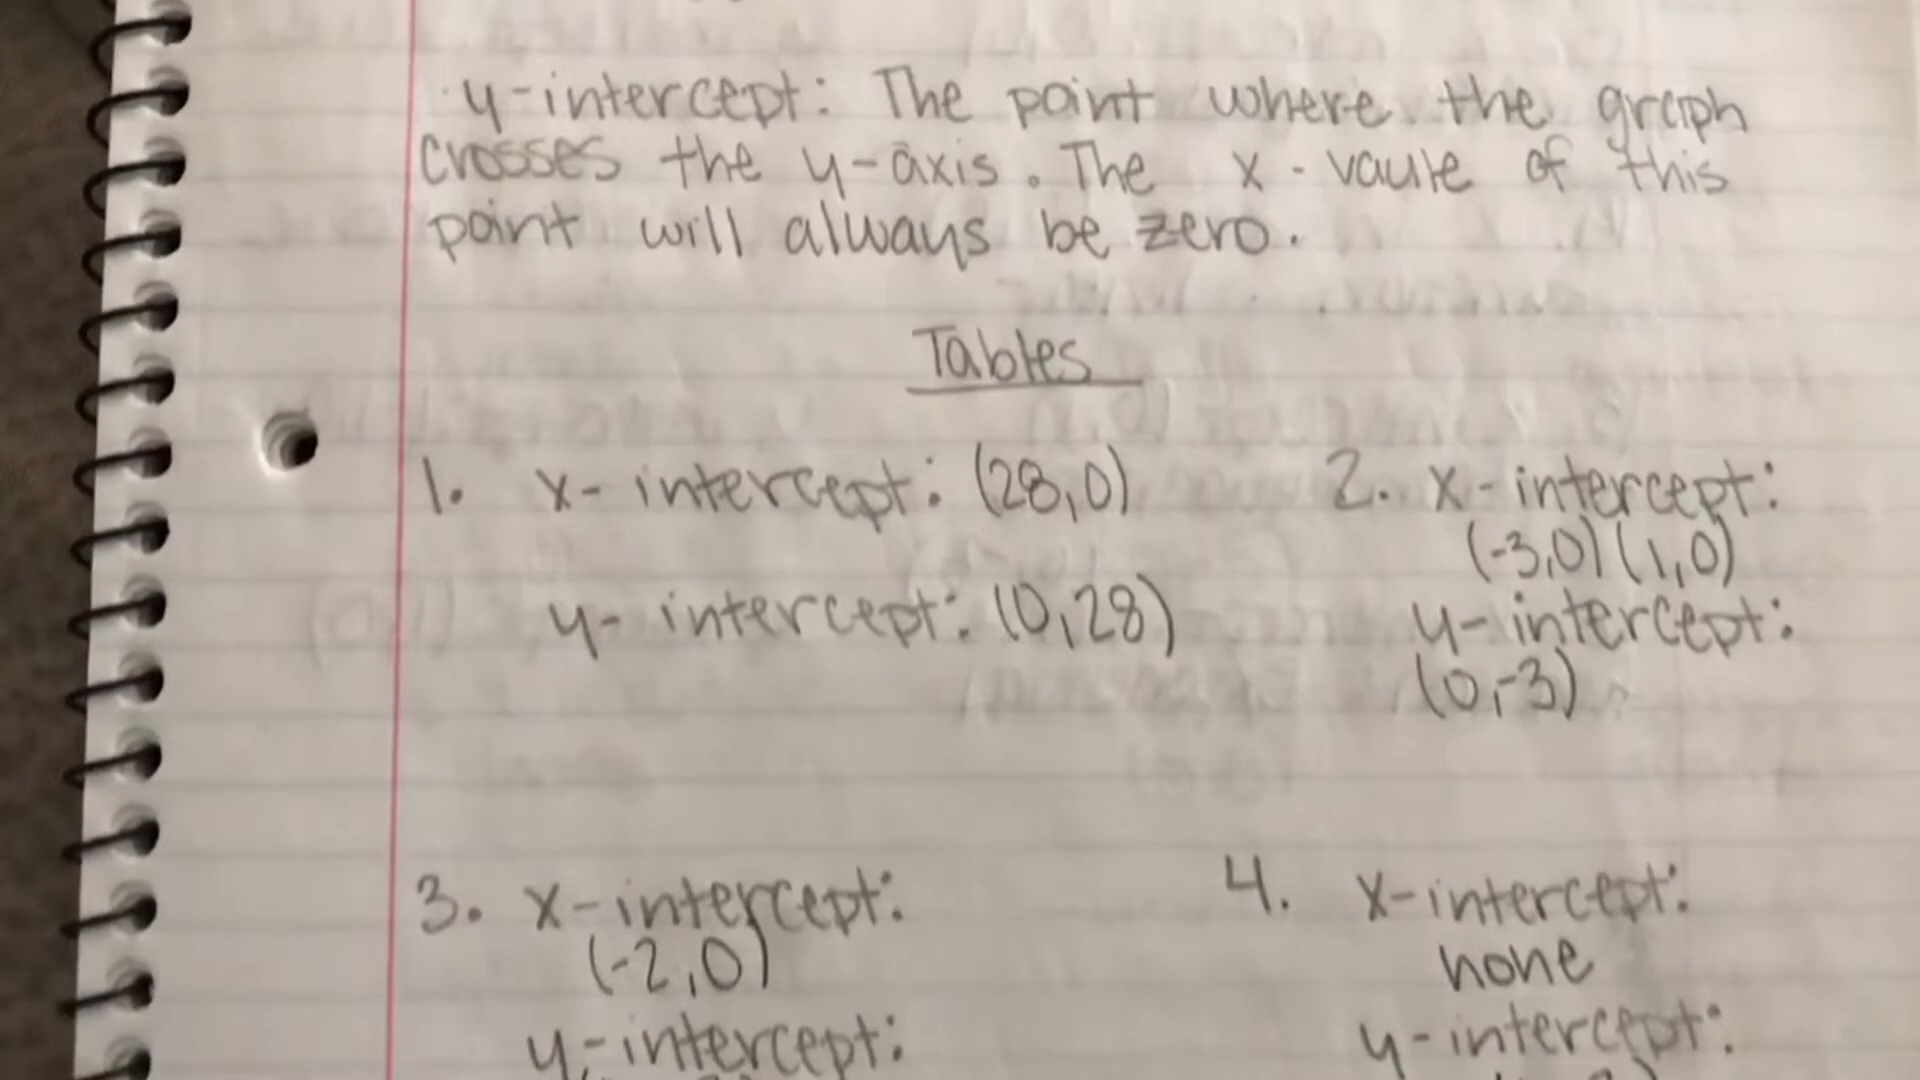 y-intercept: The point where the graph
crosses the y-axis. The x-vaule of this
point will always be zero.
Tables
1. x-intercept: (28,0)
2. x-intercept:
(-3,0) (1,0)
y-intercept: (0,28)
y-intercept:
(0,-3)
3. x-intercept:
(-2,0)
y-intercept:
4. x-intercept:
none
y-intercept: